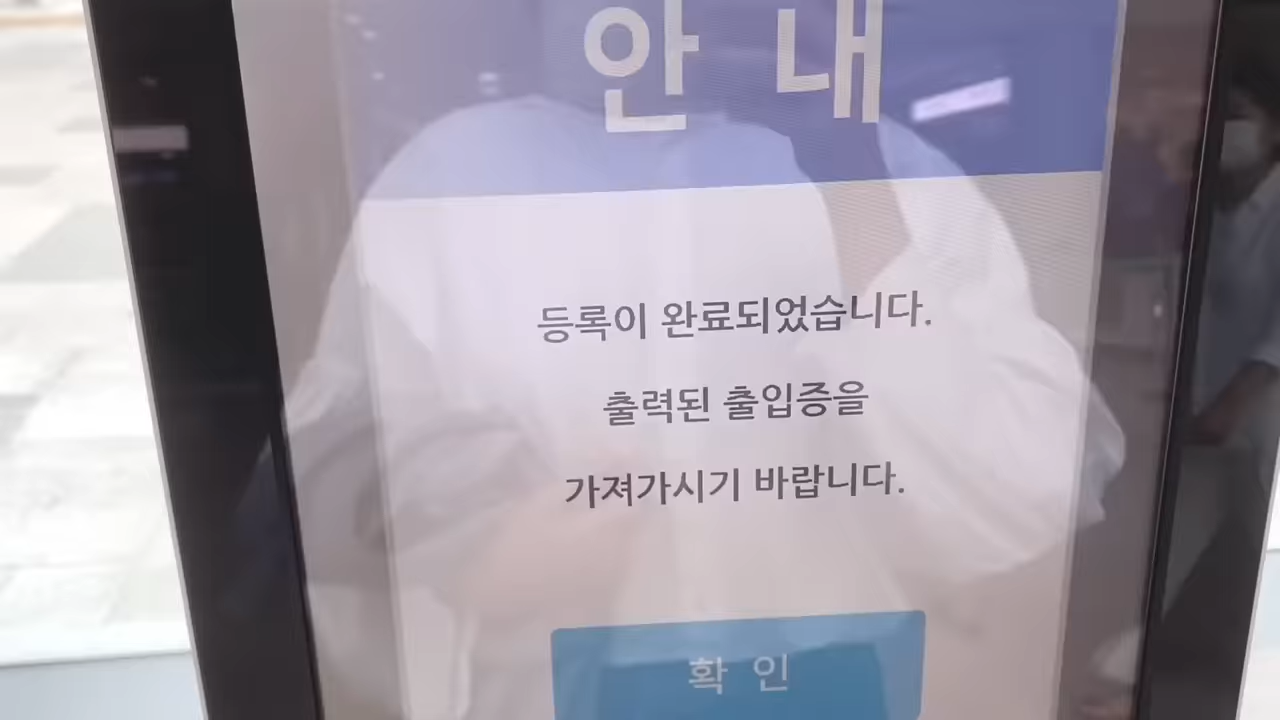 안 내
등록이 완료되었습니다.
출력된 출입증을
가져가시기 바랍니다.
확 인